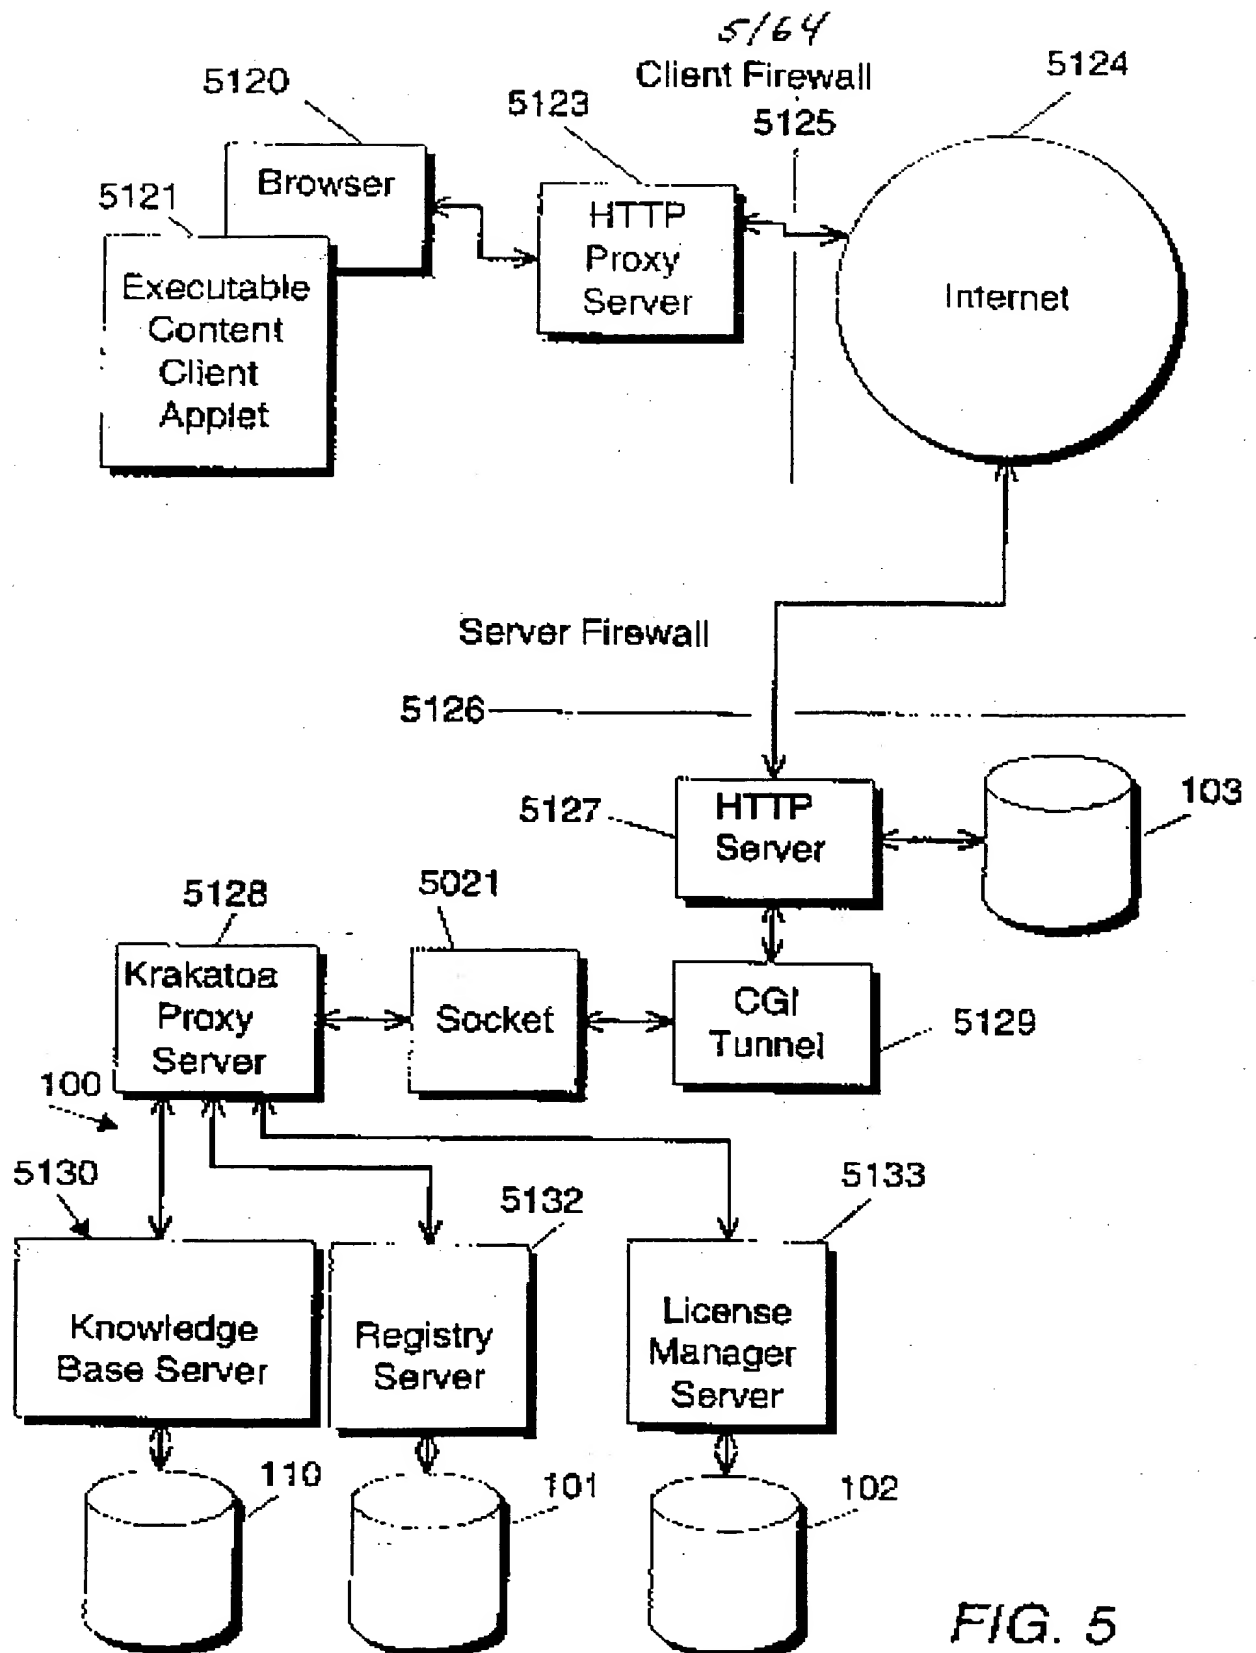 5/64
Client Firewall
5120
5123
5125
5124
5121
Browser
HTTP
Proxy
Server
Executable
Content
Client
Applet
Internet
Server Firewall
5126
5127
HTTP
Server
103
5128
5021
Krakatoa
Proxy
Server
Socket
CGI
Tunnel
5129
100
5130
5132
5133
Knowledge
Base Server
Registry
Server
License
Manager
Server
110
101
102
FIG. 5